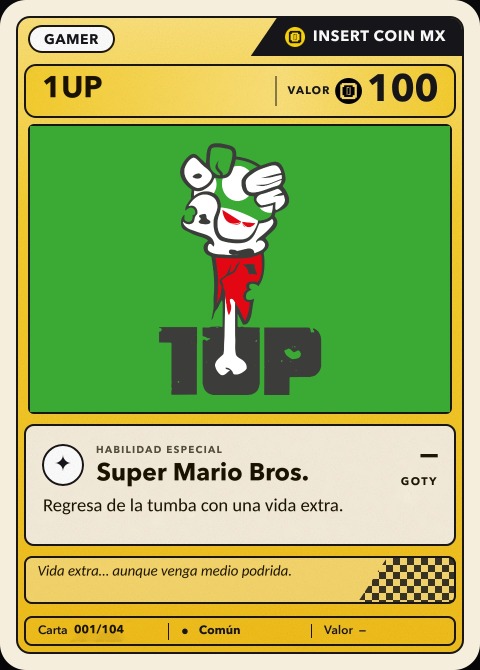 GAMER
INSERT COIN MX
1UP
VALOR 100
1UP
HABILIDAD ESPECIAL
Super Mario Bros.
—
GOTY
Regresa de la tumba con una vida extra.
Vida extra... aunque venga medio podrida.
Carta 001/104 • Común Valor —